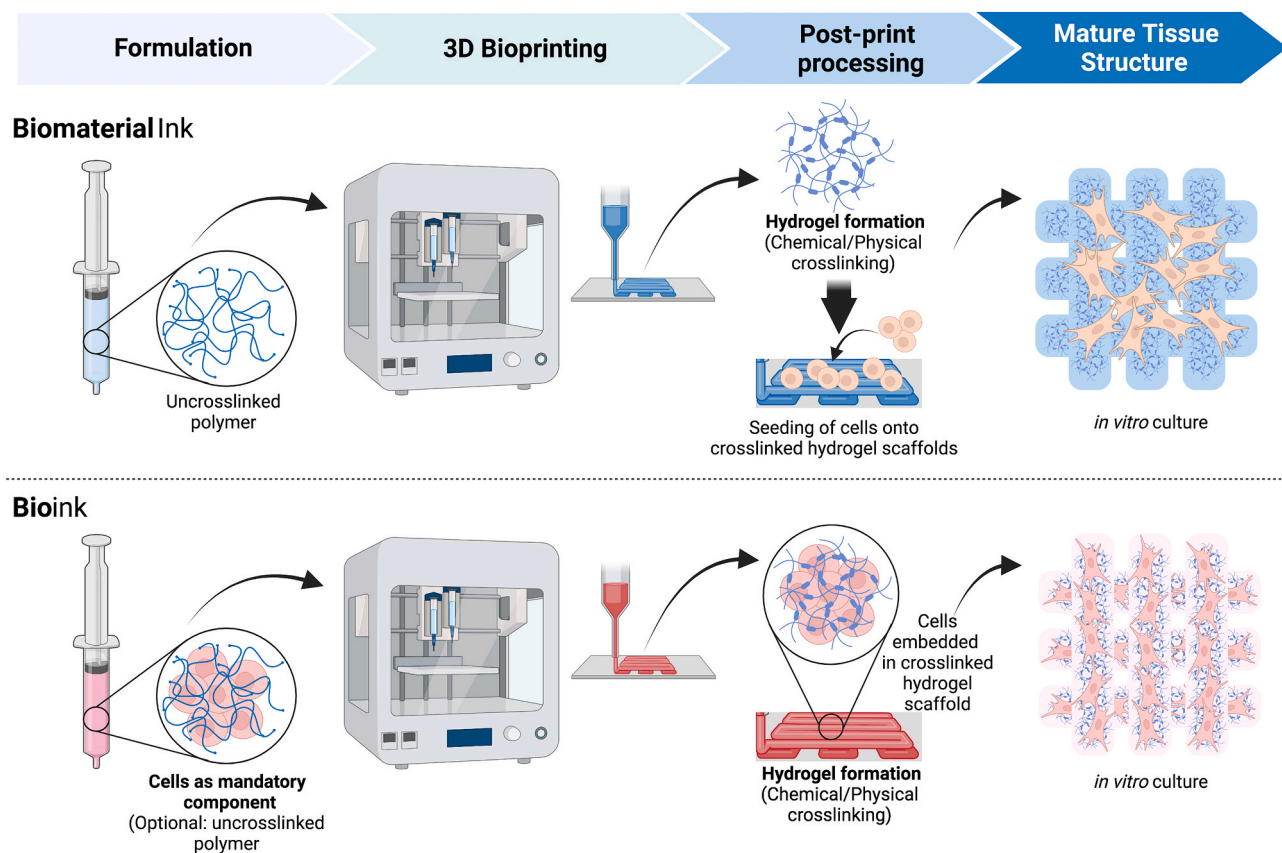 Formulation
3D Bioprinting
Post-print
processing
Mature Tissue
Structure
Biomaterial Ink
Uncrosslinked
polymer
Hydrogel formation
(Chemical/Physical
crosslinking)
Seeding of cells onto
crosslinked hydrogel scaffolds
in vitro culture
Bioink
Cells as mandatory
component
(Optional: uncrosslinked
polymer
Cells
embedded
in crosslinked
hydrogel
scaffold
Hydrogel formation
(Chemical/Physical
crosslinking)
in vitro culture